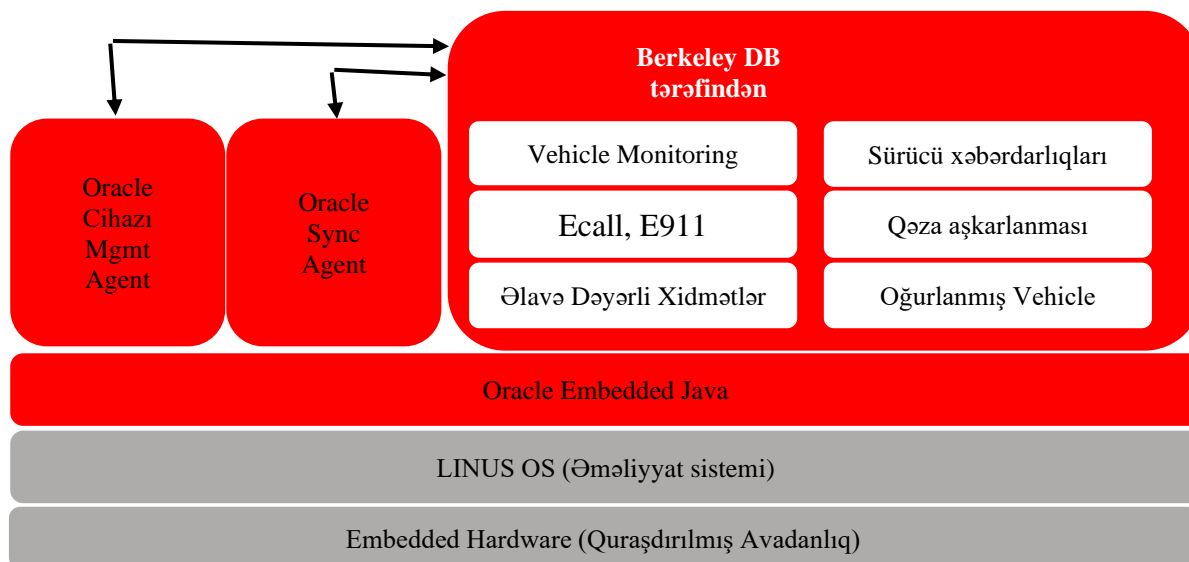 Berkeley DB
tərəfindən
Oracle
Cihazı
Mgmt
Agent
Oracle
Sync
Agent
Vehicle Monitoring
Sürücü xəbərdarlıqları
Ecall, E911
Qəza aşkarlanması
Əlavə Dəyərli Xidmətlər
Oğurlanmış Vehicle
Oracle Embedded Java
LINUS OS (Əməliyyat sistemi)
Embedded Hardware (Quraşdırılmış Avadanlıq)